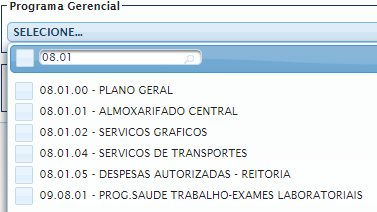 Programa Gerencial
SELECIONE...
08.01
08.01.00 - PLANO GERAL
08.01.01 - ALMOXARIFADO CENTRAL
08.01.02 - SERVICOS GRAFICOS
08.01.04 - SERVICOS DE TRANSPORTES
08.01.05 - DESPESAS AUTORIZADAS - REITORIA
09.08.01 - PROG.SAUDE TRABALHO-EXAMES LABORATORIAIS